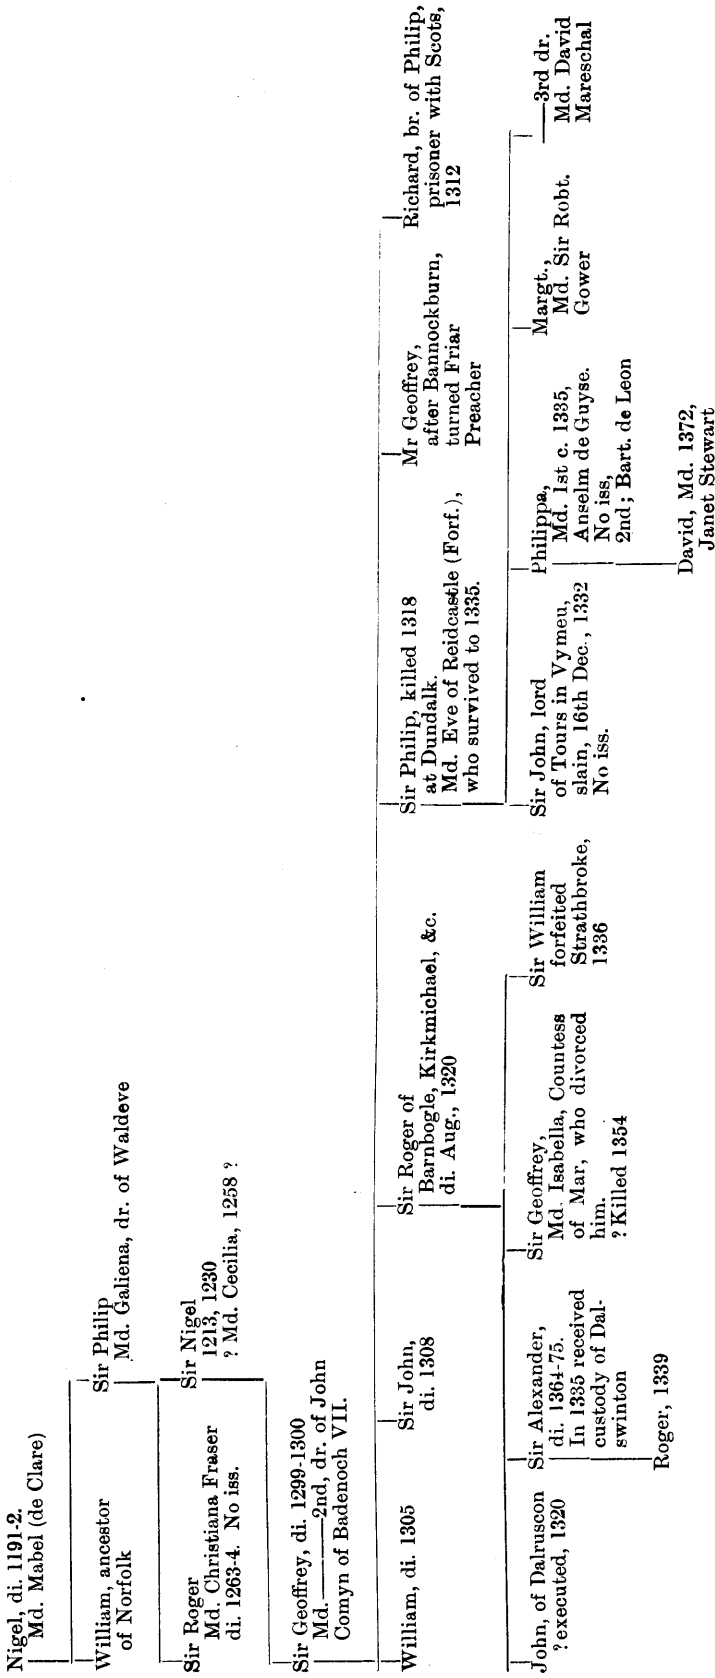 Nigel, di. 1191-2.
Md. Mabel (de Clare)
William, ancestor
of Norfolk
Sir Philip
Md. Galiena, dr. of Waldeve
Sir Roger
Md. Christiana Fraser
di. 1263-4. No iss.
Sir Nigel
1213, 1230
? Md. Cecilia, 1258 ?
Sir Geoffrey, di. 1299-1300
Md.——2nd, dr. of John
Comyn of Badenoch VII.
William, di. 1305
Sir John,
di. 1308
Sir Roger of
Barnbogle, Kirkmichael, &c.
di. Aug., 1320
Sir Philip, killed 1318
at Dundalk.
Md. Eve of Reidcastle (Forf.),
who survived to 1335.
Mr Geoffrey,
after Bannockburn,
turned Friar
Preacher
Richard, br. of Philip,
prisoner with Scots,
1312
John, of Dalruscon
? executed, 1320
Sir Alexander,
di. 1364-75.
In 1335 received
custody of Dal-
swinton
Roger, 1339
Sir Geoffrey,
Md. Isabella, Countess
of Mar, who divorced
him.
? Killed 1354
Sir William
forfeited
Strathbroke,
1336
Sir John, lord
of Tours in Vymeu,
slain, 16th Dec., 1332
No iss.
Philippa,
Md. 1st c. 1335,
Anselm de Guyse.
No iss,
2nd; Bart. de Leon
David, Md. 1372,
Janet Stewart
Margt.,
Md. Sir Robt.
Gower
——3rd dr.
Md. David
Mareschal